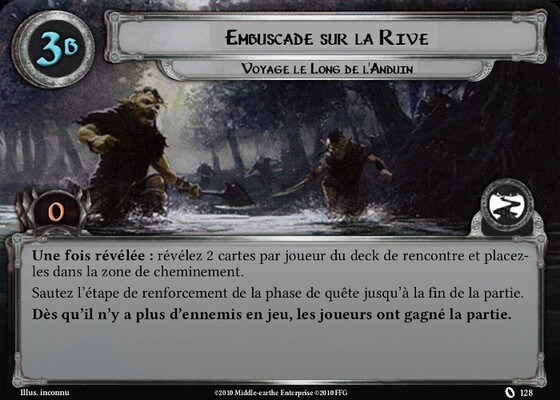 3B
EMBUSCADE SUR LA RIVE
VOYAGE LE LONG DE L'ANDUIN
0
Une fois révélée : révélez 2 cartes par joueur du deck de rencontre et placez-
les dans la zone de cheminement.
Sautez l'étape de renforcement de la phase de quête jusqu'à la fin de la partie.
Dès qu'il n'y a plus d'ennemis en jeu, les joueurs ont gagné la partie.
Illus. inconnu ©2010 Middle-earthe Enterprise ©2010 FFG 128